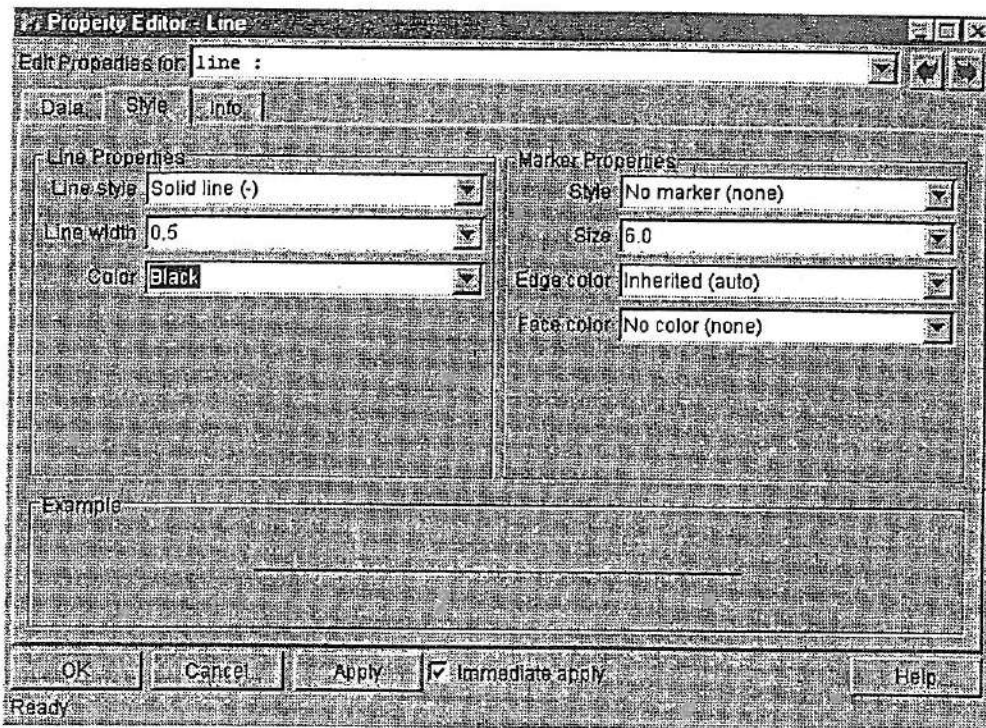 Property Editor - Line
Edit Properties for: line :
Data Style Info
Line Properties
Line style Solid line (-)
Line width 0.5
Color Black
Marker Properties
Style No marker (none)
Size 6.0
Edge color Inherited (auto)
Face color No color (none)
Example
OK Cancel Apply Immediate apply Help...
Ready